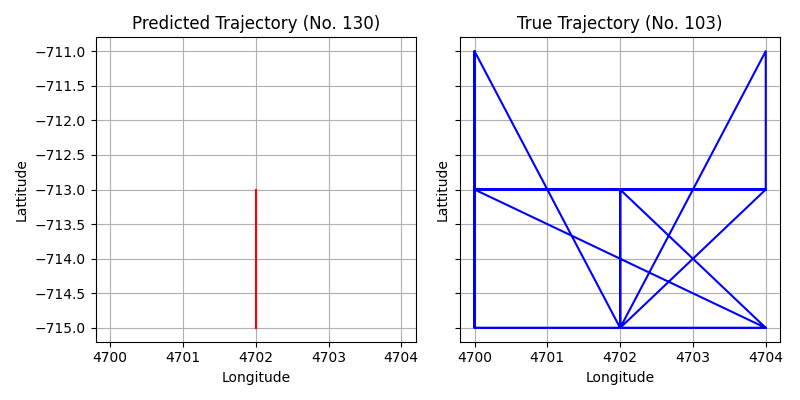 Predicted Trajectory (No. 130)
−711.0
−711.5
−712.0
−712.5
−713.0
−713.5
−714.0
−714.5
−715.0
Lattitude
4700 4701 4702 4703 4704
Longitude
True Trajectory (No. 103)
Lattitude
4700 4701 4702 4703 4704
Longitude